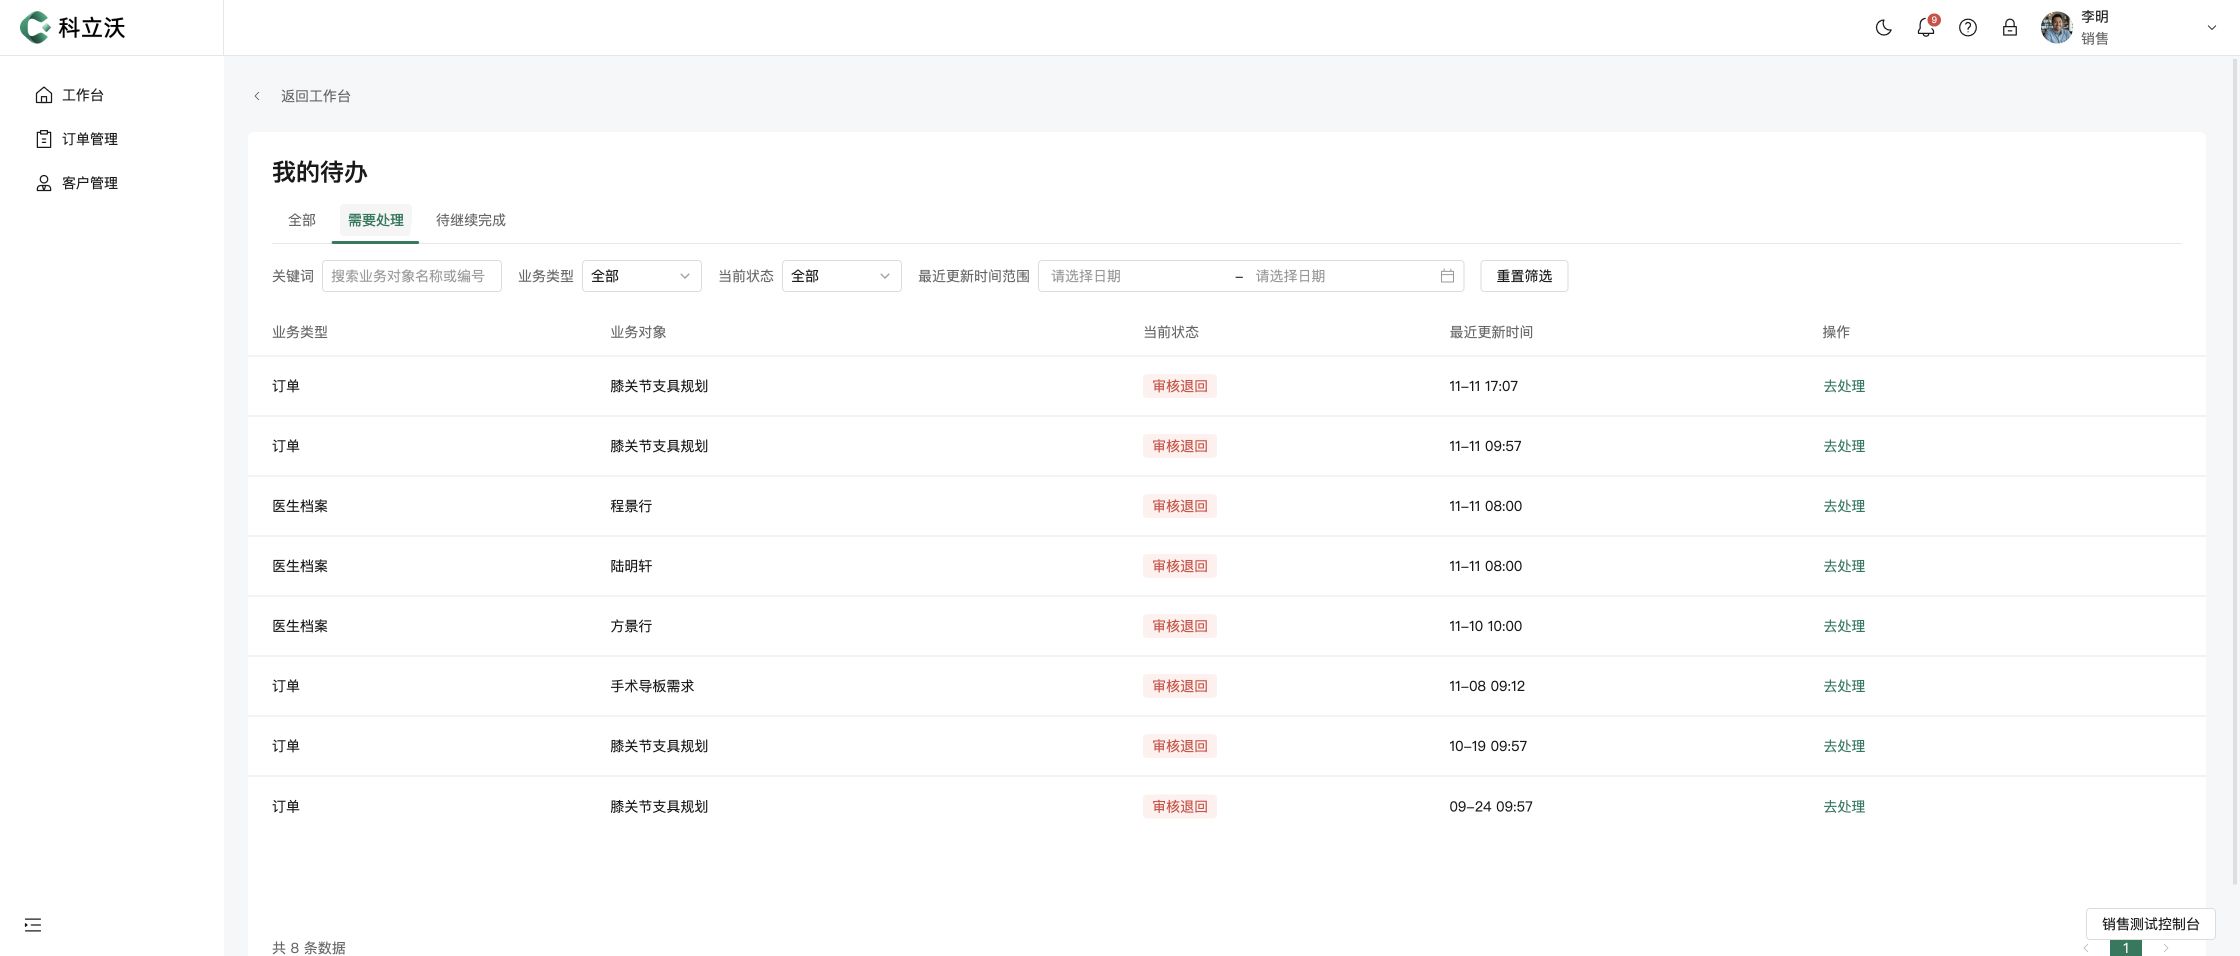 科立沃
9
李明
销售
工作台
订单管理
客户管理
返回工作台
我的待办
全部 需要处理 待继续完成
关键词 搜索业务对象名称或编号 业务类型 全部 当前状态 全部 最近更新时间范围 请选择日期 – 请选择日期 重置筛选
业务类型 业务对象 当前状态 最近更新时间 操作
订单 膝关节支具规划 审核退回 11-11 17:07 去处理
订单 膝关节支具规划 审核退回 11-11 09:57 去处理
医生档案 程景行 审核退回 11-11 08:00 去处理
医生档案 陆明轩 审核退回 11-11 08:00 去处理
医生档案 方景行 审核退回 11-10 10:00 去处理
订单 手术导板需求 审核退回 11-08 09:12 去处理
订单 膝关节支具规划 审核退回 10-19 09:57 去处理
订单 膝关节支具规划 审核退回 09-24 09:57 去处理
销售测试控制台
共 8 条数据 1